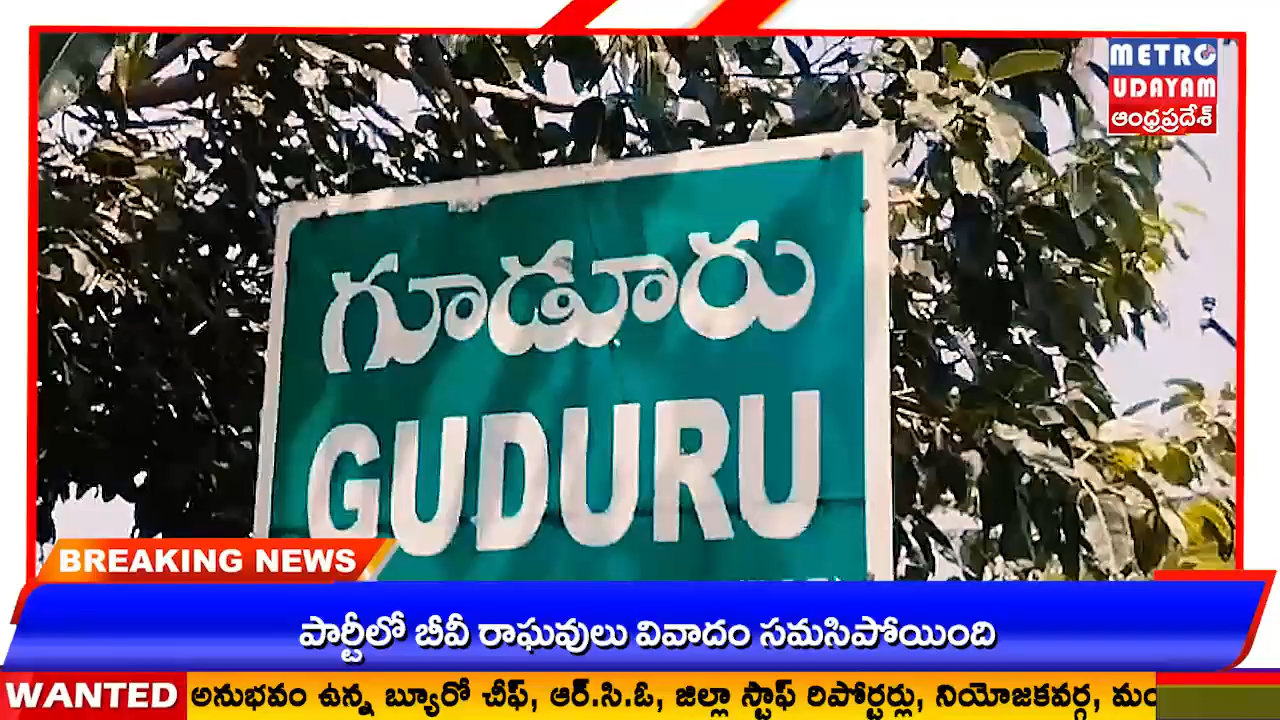 METRO
UDAYAM
ఆంధ్రప్రదేశ్
గూడూరు
GUDURU
BREAKING NEWS
పార్టీలో బీవీ రాఘవులు వివాదం సమసిపోయింది
WANTED అనుభవం ఉన్న బ్యూరో చీఫ్, ఆర్.సి.ఓ, జిల్లా స్టాఫ్ రిపోర్టర్లు, నియోజకవర్గ,